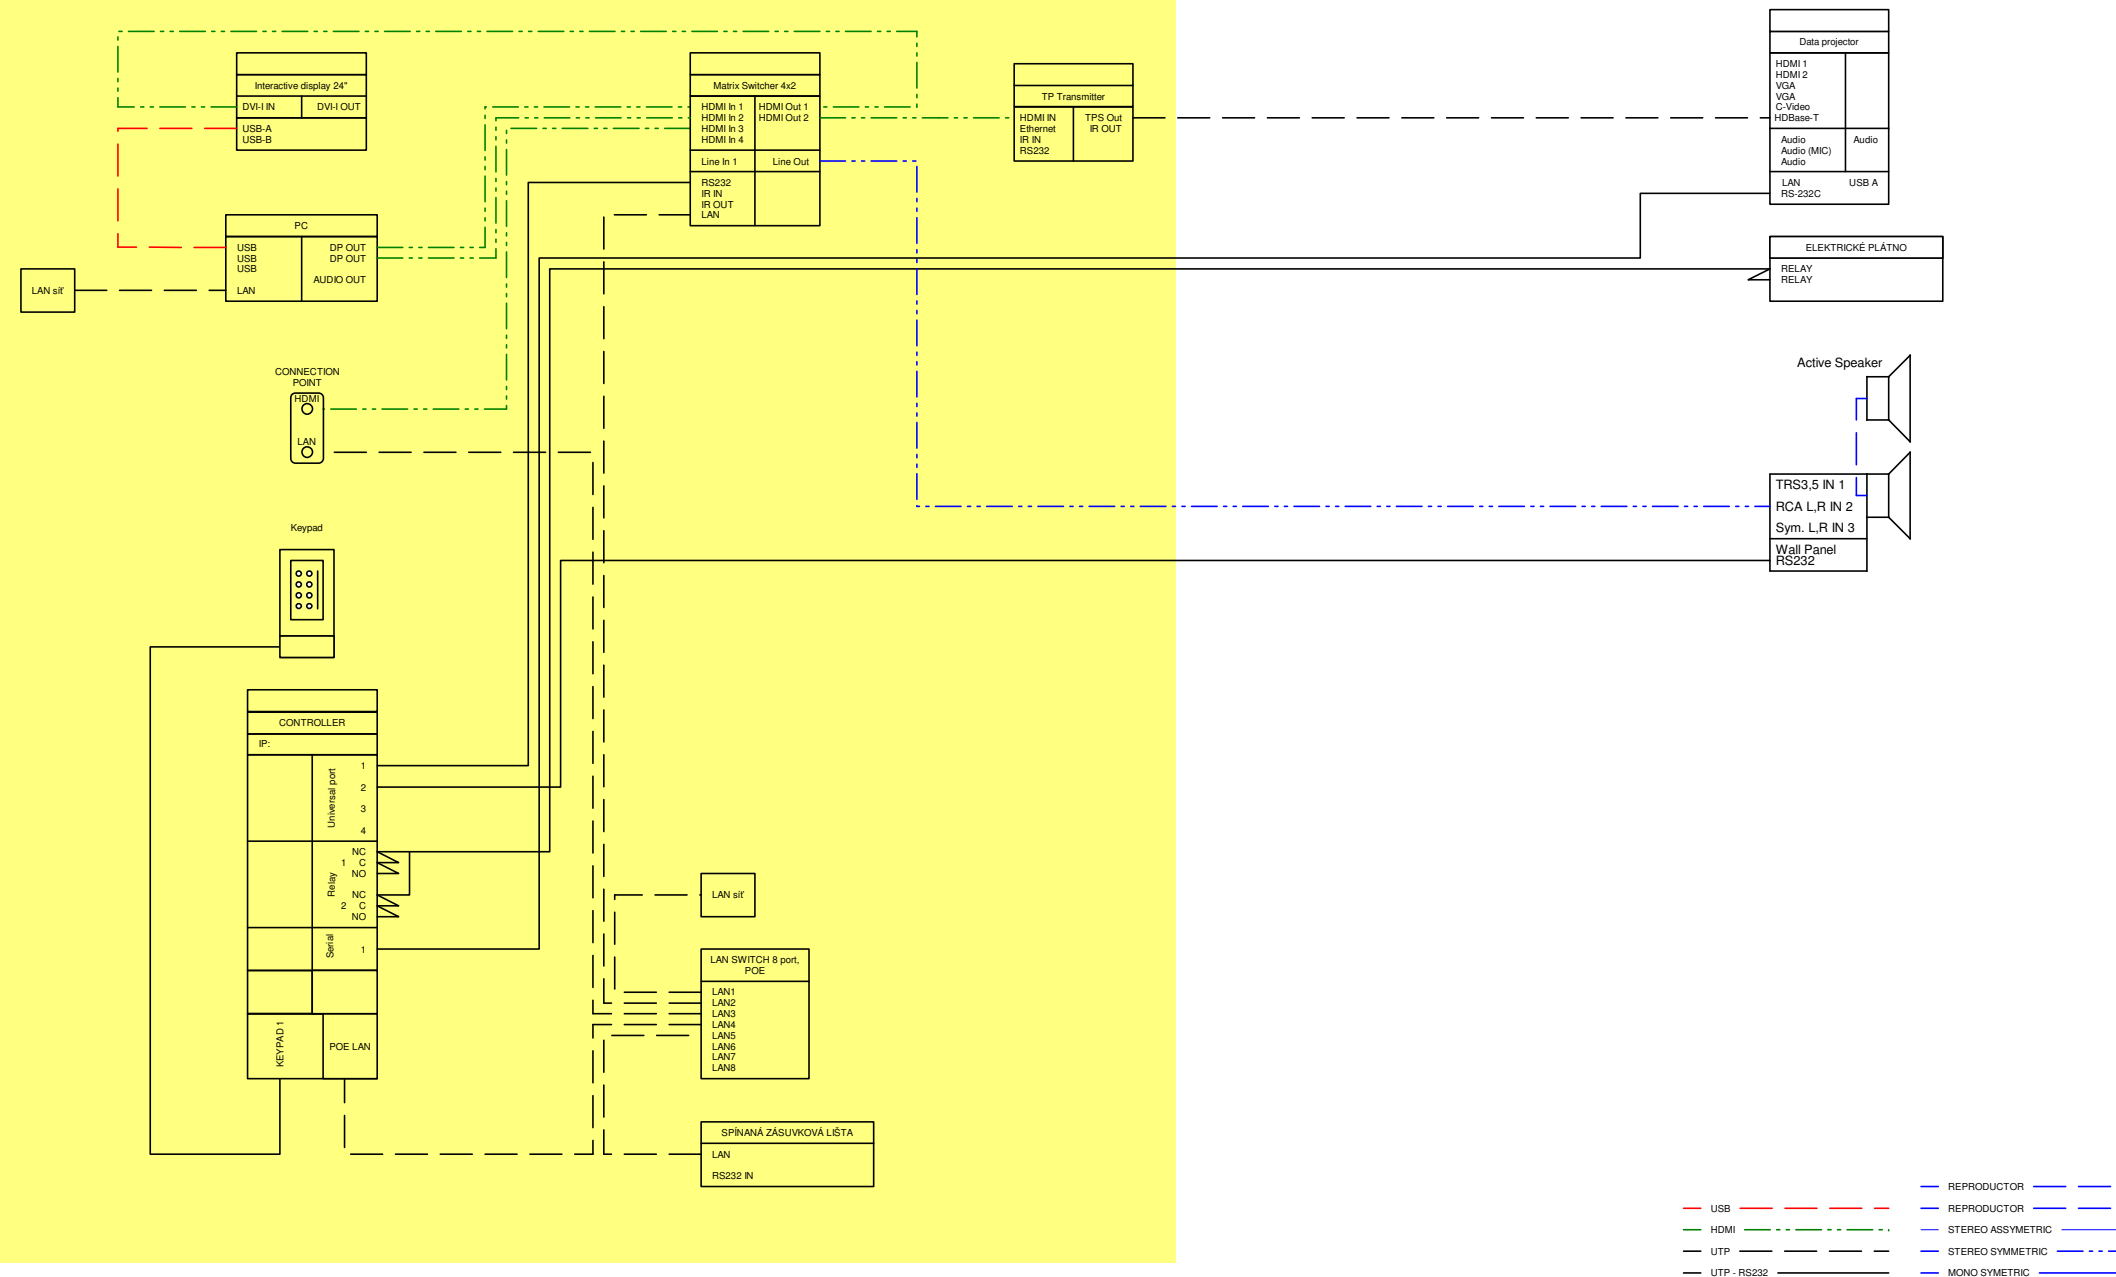 Interactive display 24"
DVI-I IN
DVI-I OUT
USB-A
USB-B
Matrix Switcher 4x2
HDMI In 1
HDMI In 2
HDMI In 3
HDMI In 4
HDMI Out 1
HDMI Out 2
Line In 1
Line Out
RS232
IR IN
IR OUT
LAN
TP Transmitter
HDMI IN
Ethernet
IR IN
RS232
TPS Out
IR OUT
Data projector
HDMI 1
HDMI 2
VGA
VGA
C-Video
HDBase-T
Audio
Audio (MIC)
Audio
Audio
LAN
RS-232C
USB A
PC
USB
USB
USB
LAN
DP OUT
DP OUT
AUDIO OUT
LAN síť
ELEKTRICKÉ PLÁTNO
RELAY
RELAY
CONNECTION
POINT
HDMI
LAN
Active Speaker
TRS3,5 IN 1
RCA L,R IN 2
Sym. L,R IN 3
Wall Panel
RS232
Keypad
CONTROLLER
IP:
Universal port
1
2
3
4
Relay
NC
1 C
NO
NC
2 C
NO
Serial
1
KEYPAD 1
POE LAN
LAN síť
LAN SWITCH 8 port,
POE
LAN1
LAN2
LAN3
LAN4
LAN5
LAN6
LAN7
LAN8
SPÍNANÁ ZÁSUVKOVÁ LIŠTA
LAN
RS232 IN
USB
HDMI
UTP
UTP - RS232
REPRODUCTOR
REPRODUCTOR
STEREO ASSYMETRIC
STEREO SYMMETRIC
MONO SYMETRIC